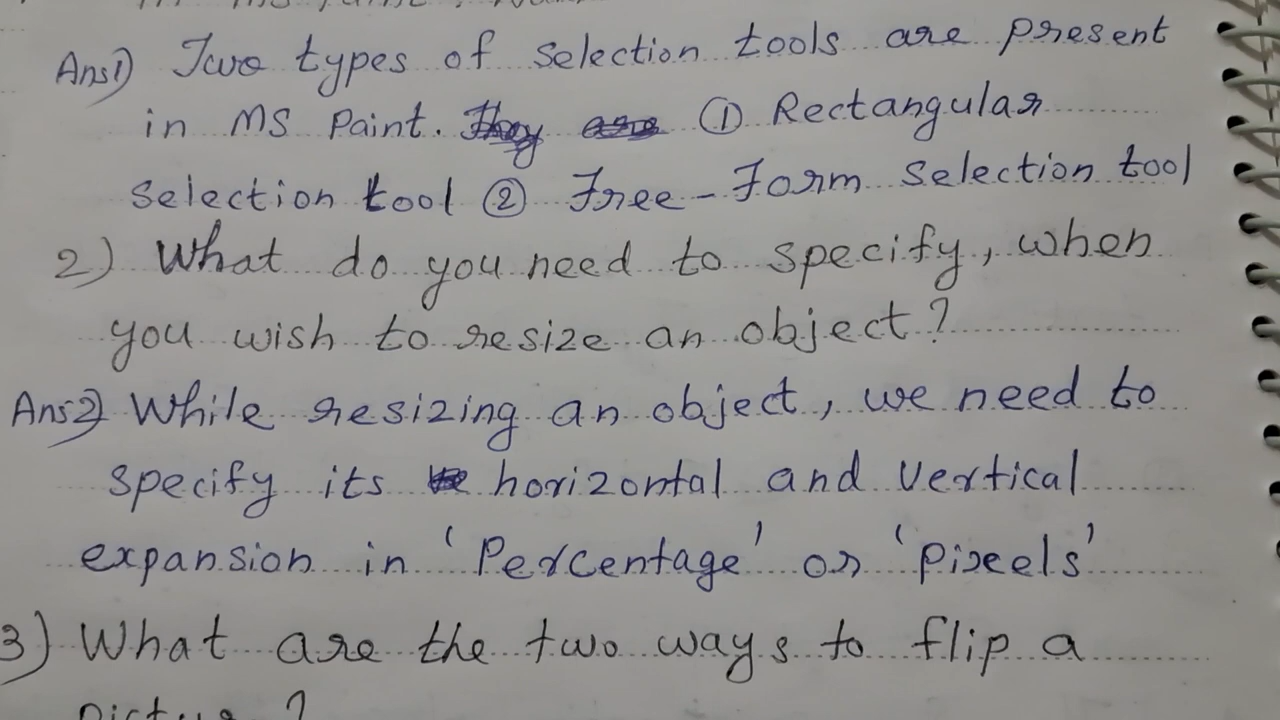 Ans1) Two types of selection tools are present
in MS Paint. ① Rectangular
selection tool ② Free-Form selection tool
2) What do you need to specify, when
you wish to resize an object?
Ans2) While resizing an object, we need to
specify its horizontal and vertical
expansion in 'Percentage' or 'pixels'
3) What are the two ways to flip a
picture?